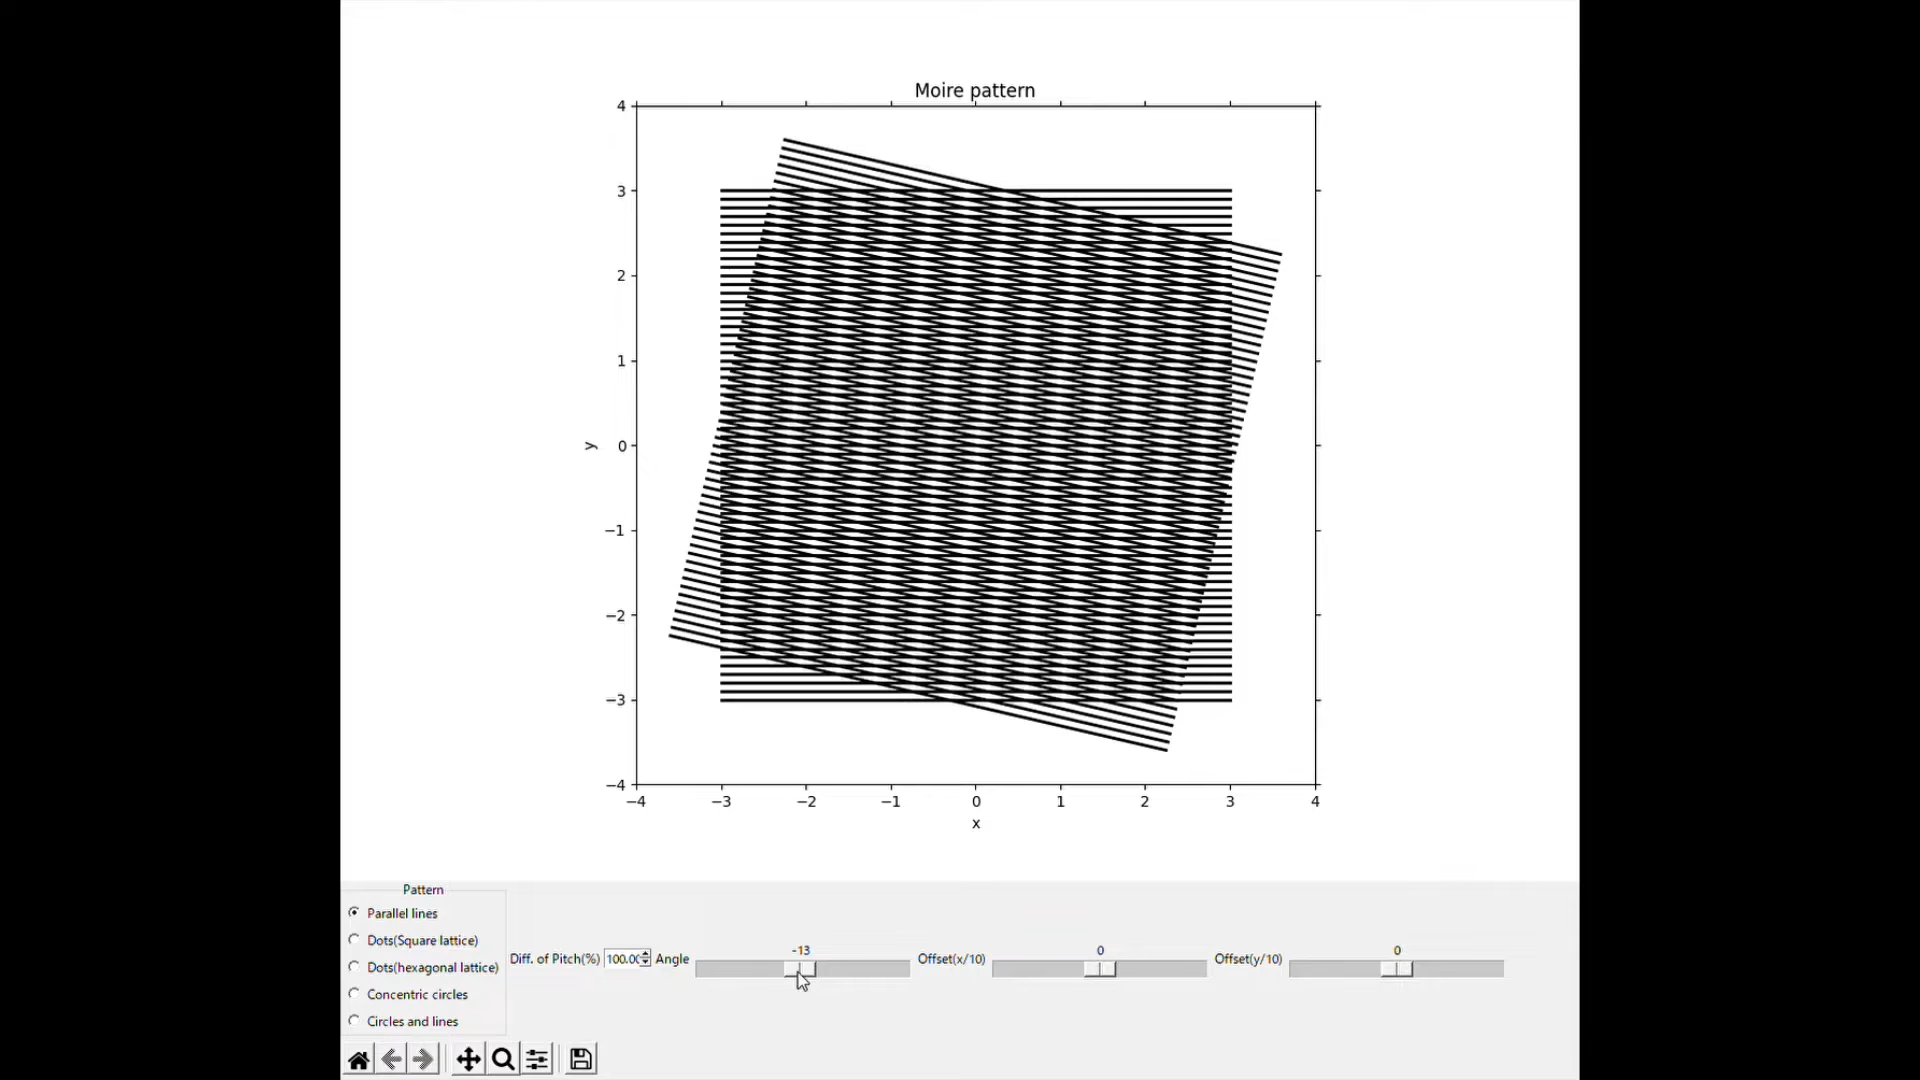 Moire pattern
4
3
2
1
0
−1
−2
−3
−4
y
−4 −3 −2 −1 0 1 2 3 4
x
Pattern
Parallel lines
Dots(Square lattice)
Dots(hexagonal lattice)
Concentric circles
Circles and lines
Diff. of Pitch(%) 100.00 Angle -13 Offset(x/10) 0 Offset(y/10) 0